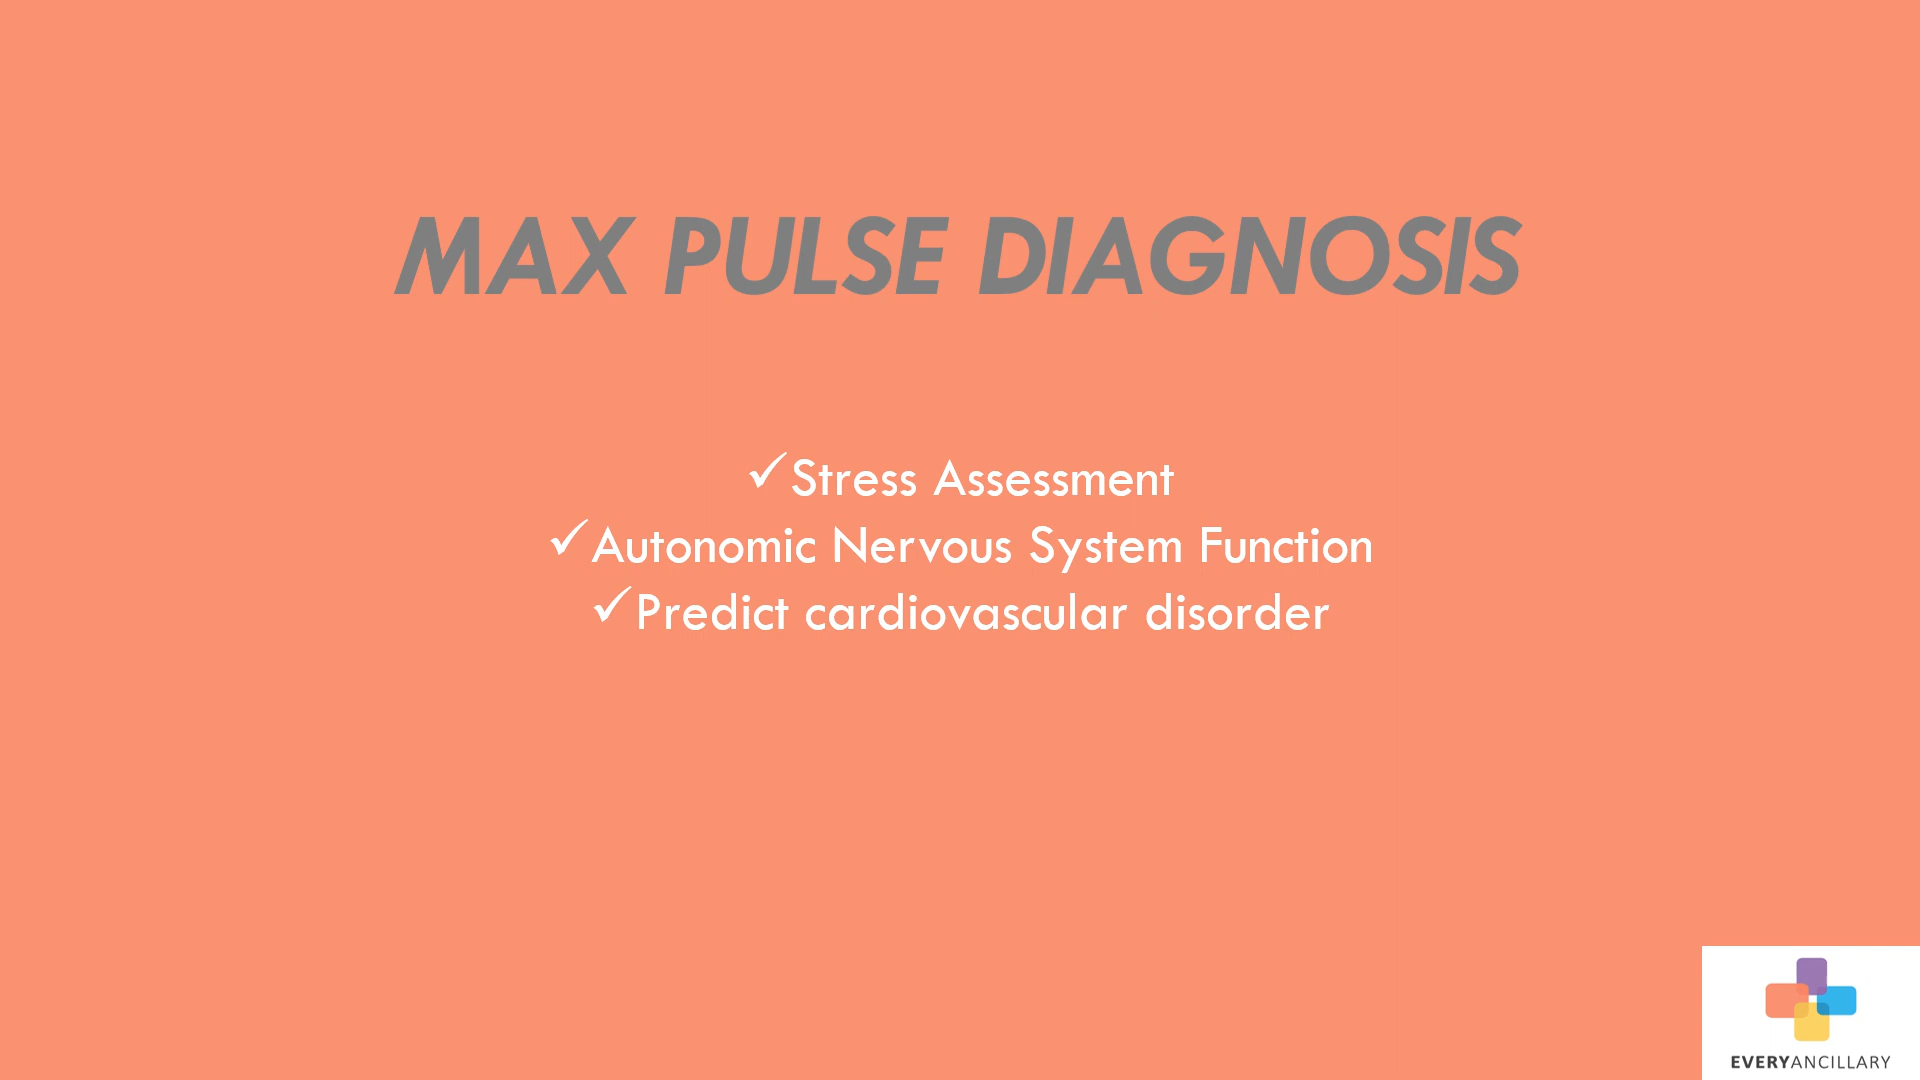 MAX PULSE DIAGNOSIS
✓Stress Assessment
✓Autonomic Nervous System Function
✓Predict cardiovascular disorder
EVERYANCILLARY